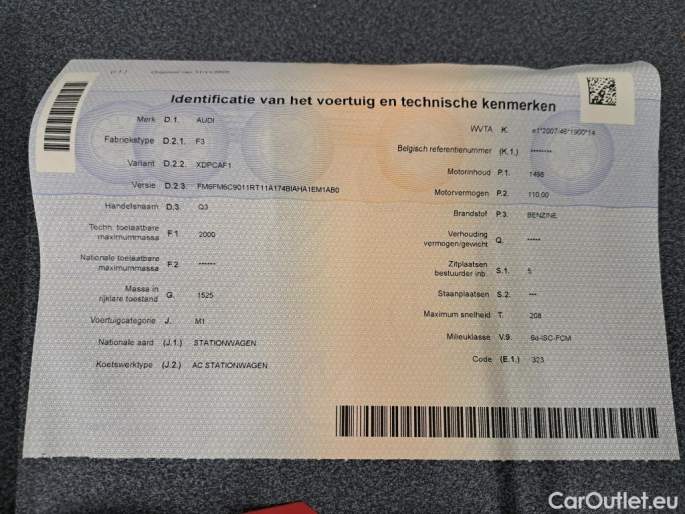 Identificatie van het voertuig en technische kenmerken
Merk D.1. AUDI
Fabriekstype D.2.1. F3
Variant D.2.2. XDPCAF1
Versie D.2.3. FM6FM6C9011RT11A174BIAHA1EM1AB0
Handelsnaam D.3. Q3
Techn. toelaatbare
maximummassa F.1. 2000
Nationale toelaatbare
maximummassa F.2. ------
Massa in
rijklare toestand G. 1525
Voertuigcategorie J. M1
Nationale aard (J.1.) STATIONWAGEN
Koetswerktype (J.2.) AC STATIONWAGEN
WVTA K. e1*2007/46*1900*14
Belgisch referentienummer (K.1.) --------
Motorinhoud P.1. 1498
Motorvermogen P.2. 110,00
Brandstof P.3. BENZINE
Verhouding
vermogen/gewicht Q. -----
Zitplaatsen
bestuurder inb. S.1. 5
Staanplaatsen S.2. ---
Maximum snelheid T. 208
Milieuklasse V.9. 6d-ISC-FCM
Code (E.1.) 323
CarOutlet.eu